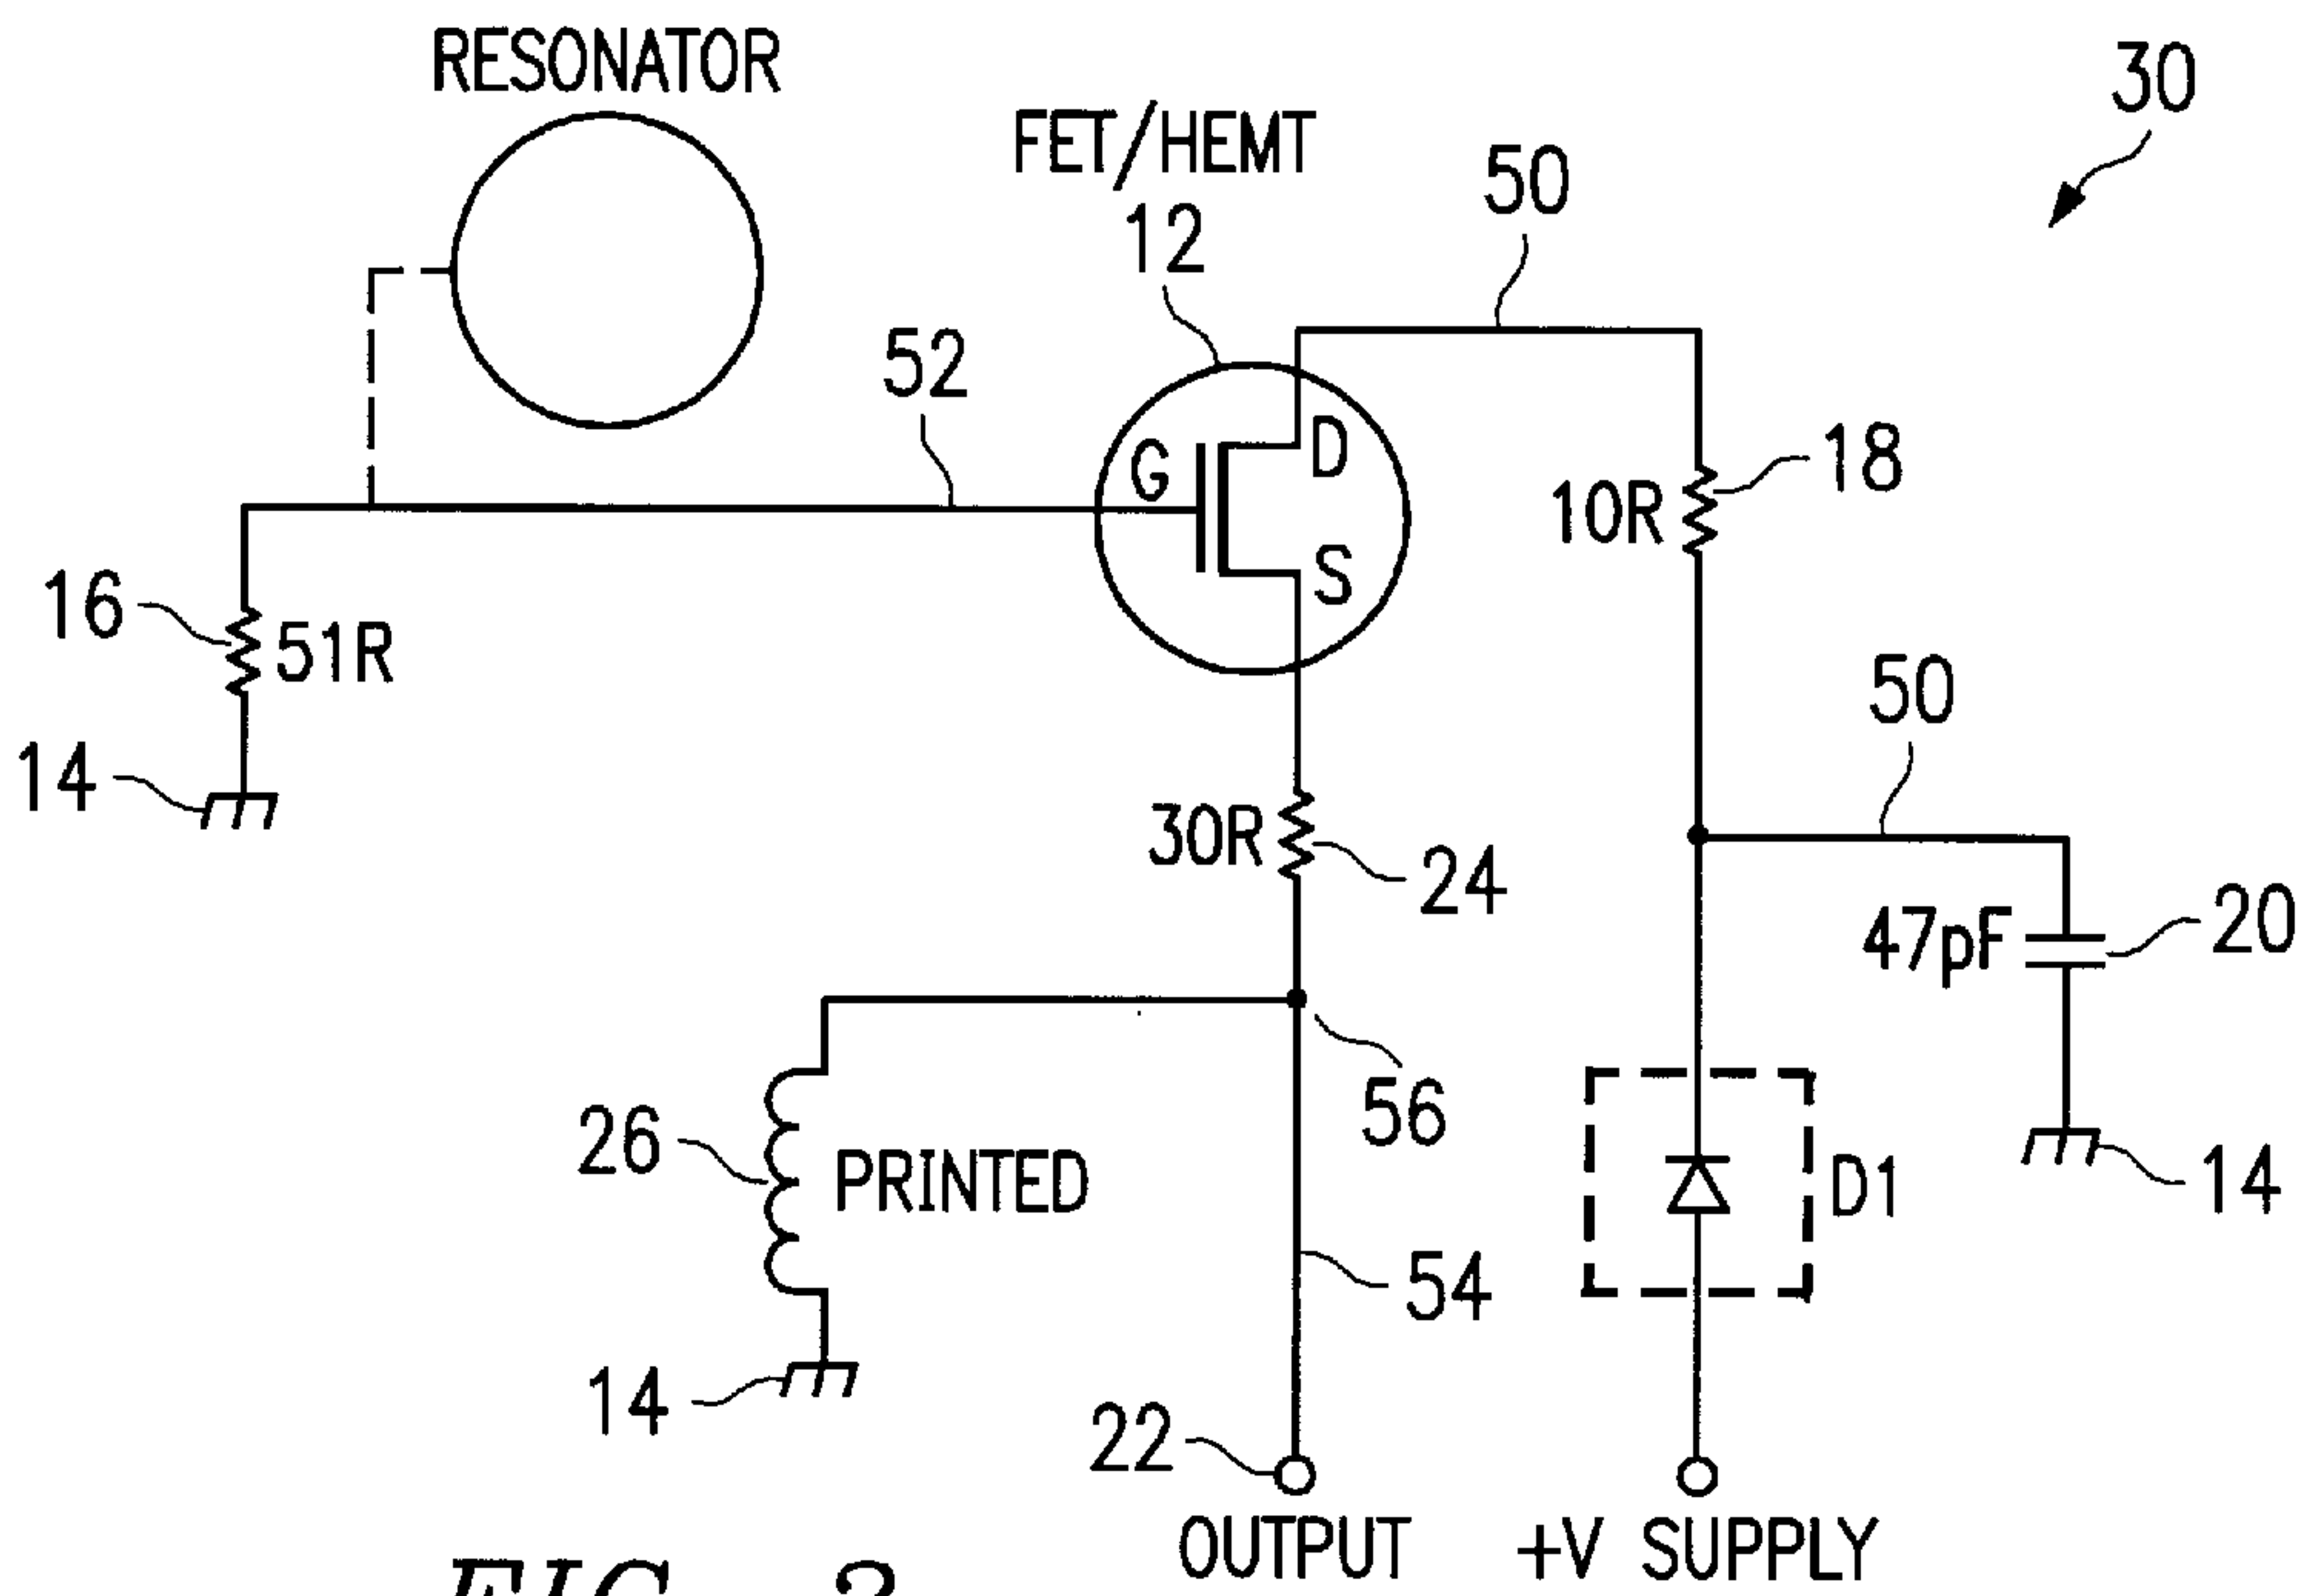 RESONATOR
30
FET/HEMT
12
50
52
G
D
S
10R
18
16
51R
14
50
30R
24
47pF
20
56
26
PRINTED
D1
14
54
14
22
OUTPUT
+V SUPPLY